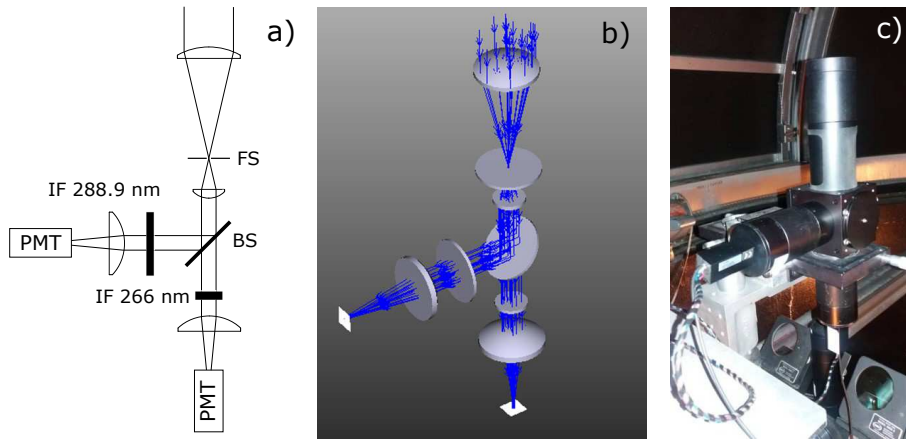 a)
FS
IF 288.9 nm
BS
PMT
IF 266 nm
PMT
b)
c)